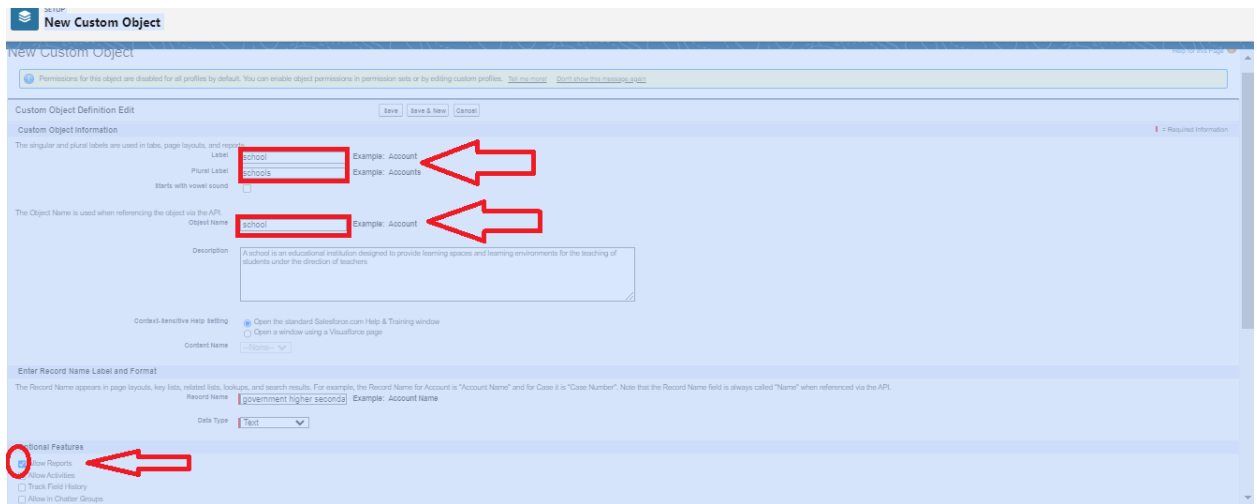 SETUP
New Custom Object
New Custom Object
Help for this Page
Permissions for this object are disabled for all profiles by default. You can enable object permissions in permission sets or by editing custom profiles. Tell me more! Don't show this message again
Custom Object Definition Edit Save Save & New Cancel
Custom Object Information = Required Information
The singular and plural labels are used in tabs, page layouts, and reports.
Label school Example: Account
Plural Label schools Example: Accounts
Starts with vowel sound
The Object Name is used when referencing the object via the API.
Object Name school Example: Account
Description A school is an educational institution designed to provide learning spaces and learning environments for the teaching of
students under the direction of teachers
Context-Sensitive Help Setting Open the standard Salesforce.com Help & Training window
Open a window using a Visualforce page
Content Name --None--
Enter Record Name Label and Format
The Record Name appears in page layouts, key lists, related lists, lookups, and search results. For example, the Record Name for Account is "Account Name" and for Case it is "Case Number". Note that the Record Name field is always called "Name" when referenced via the API.
Record Name government higher seconda Example: Account Name
Data Type Text
Optional Features
Allow Reports
Allow Activities
Track Field History
Allow in Chatter Groups